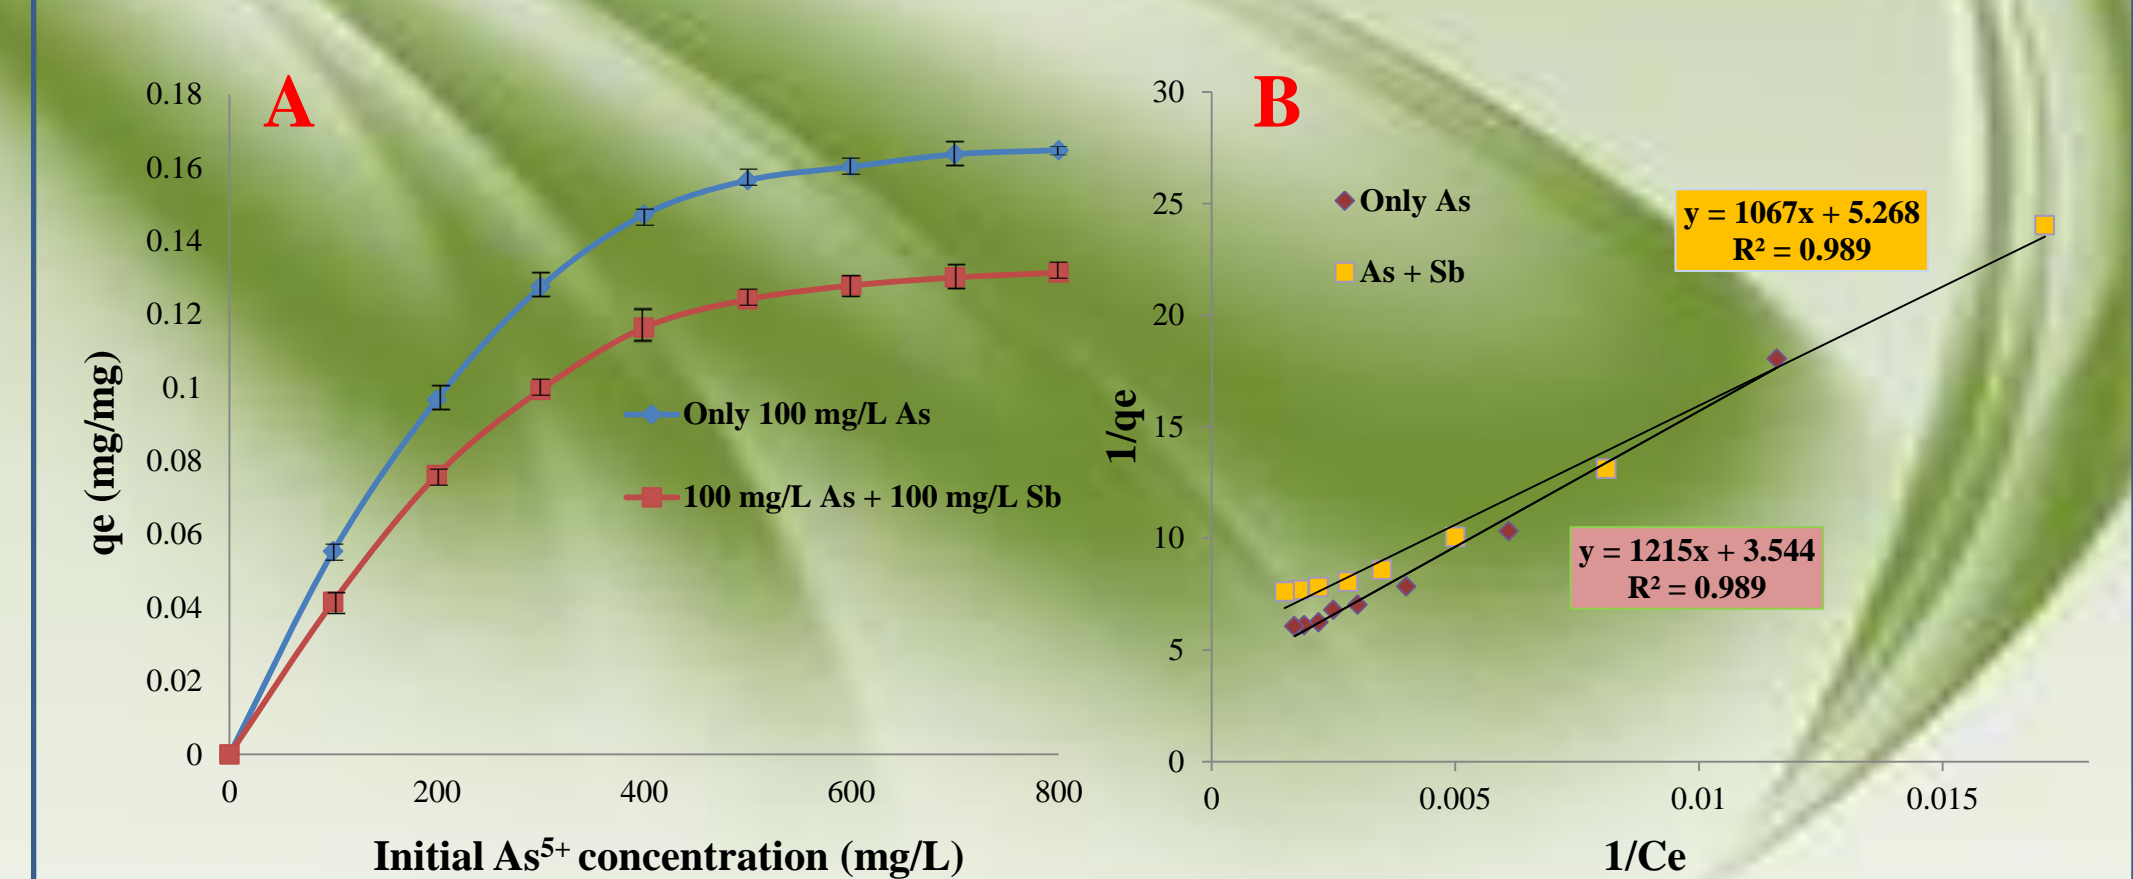 A
0.18
0.16
0.14
0.12
0.1
0.08
0.06
0.04
0.02
0
qe (mg/mg)
Only 100 mg/L As
100 mg/L As + 100 mg/L Sb
0 200 400 600 800
Initial As⁵⁺ concentration (mg/L)
B
30
25
20
15
10
5
0
1/qe
Only As
As + Sb
y = 1067x + 5.268
R² = 0.989
y = 1215x + 3.544
R² = 0.989
0 0.005 0.01 0.015
1/Ce